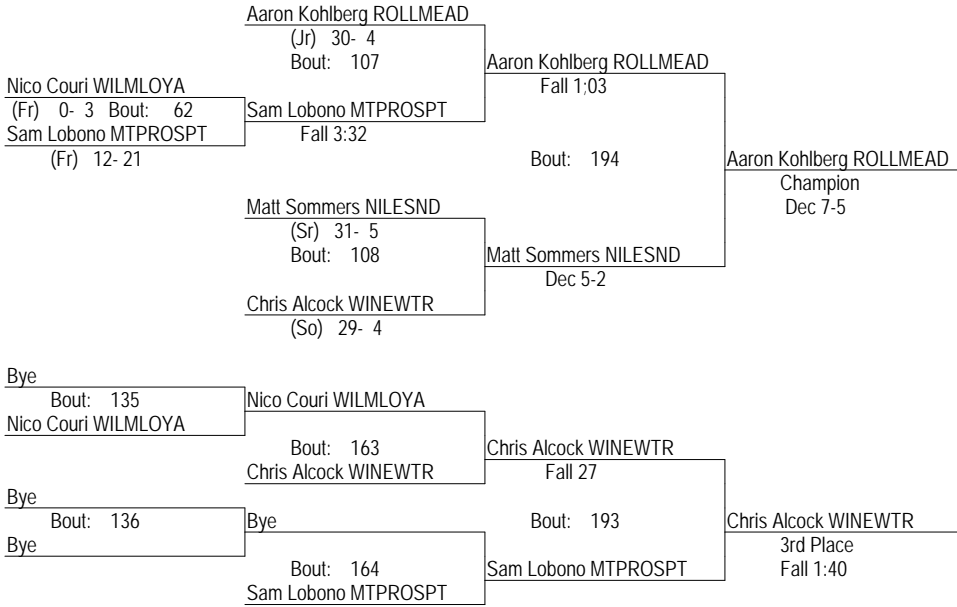 Aaron Kohlberg ROLLMEAD
(Jr) 30- 4
Bout: 107
Aaron Kohlberg ROLLMEAD
Nico Couri WILMLOYA
Fall 1;03
(Fr) 0- 3 Bout: 62
Sam Lobono MTPROSPT
Sam Lobono MTPROSPT
Fall 3:32
(Fr) 12- 21
Bout: 194
Aaron Kohlberg ROLLMEAD
Champion
Dec 7-5
Matt Sommers NILESND
(Sr) 31- 5
Bout: 108
Matt Sommers NILESND
Dec 5-2
Chris Alcock WINEWTR
(So) 29- 4
Bye
Bout: 135
Nico Couri WILMLOYA
Nico Couri WILMLOYA
Bout: 163
Chris Alcock WINEWTR
Chris Alcock WINEWTR
Fall 27
Bye
Bout: 136
Bye
Bout: 193
Chris Alcock WINEWTR
Bye
3rd Place
Bout: 164
Sam Lobono MTPROSPT
Fall 1:40
Sam Lobono MTPROSPT